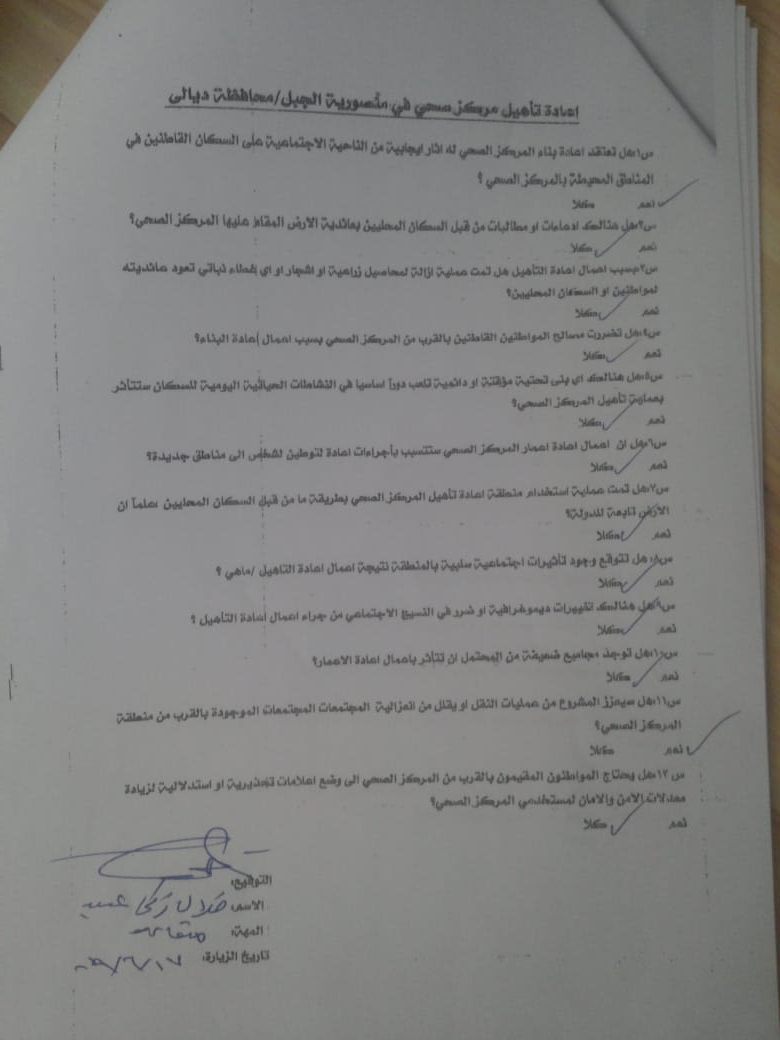 اعادة تأهيل مركز صحي في منصورية الجبل/محافظة ديالى
س١:هل تعتقد اعادة بناء المركز الصحي له اثار ايجابية من الناحية الاجتماعية على السكان القاطنين في
المناطق المحيطة بالمركز الصحي ؟
نعم كلا
س٢:هل هنالك ادعاءات او مطالبات من قبل السكان المحليين بعائدية الارض المقام عليها المركز الصحي؟
نعم كلا
س٣:بسبب اعمال اعادة التأهيل هل تمت عملية ازالة لمحاصيل زراعية او اشجار او اي غطاء نباتي تعود عائديته
لمواطنين او السكان المحليين؟
نعم كلا
س٤:هل تضررت مصالح المواطنين القاطنين بالقرب من المركز الصحي بسبب اعمال اعادة البناء؟
نعم كلا
س٥:هل هنالك اي بنى تحتية مؤقتة او دائمية تلعب دوراً اساسيا في النشاطات الحياتية اليومية للسكان ستتأثر
بعملية تأهيل المركز الصحي؟
نعم كلا
س٦:هل ان اعمال اعادة اعمار المركز الصحي ستتسبب بأجراءات اعادة لتوطين لشخص الى مناطق جديدة؟
نعم كلا
س٧:هل تمت عملية استخدام منطقة اعادة تأهيل المركز الصحي بطريقة ما من قبل السكان المحليين علماً ان
الارض تابعة للدولة؟
نعم كلا
س٨: هل تتوقع وجود تأثيرات اجتماعية سلبية بالمنطقة نتيجة اعمال اعادة التاهيل /ماهي ؟
نعم كلا
س٩:هل هنالك تغييرات ديموغرافية او ضرر في النسيج الاجتماعي من جراء اعمال اعادة التأهيل ؟
نعم كلا
س١٠:هل توجد مجاميع ضعيفة من المحتمل ان تتأثر باعمال اعادة الاعمار؟
نعم كلا
س١١:هل سيعزز المشروع من عمليات النقل او يقلل من انعزالية المجتمعات المجتمعات الموجودة بالقرب من منطقة
المركز الصحي؟
نعم كلا
س١٢:هل يحتاج المواطنون المقيمون بالقرب من المركز الصحي الى وضع اعلامات تحذيرية او استدلالية لزيادة
معدلات الامن والامان لمستخدمي المركز الصحي؟
نعم كلا
التوقيع:
الاسم:
المهنة:
تاريخ الزيارة: